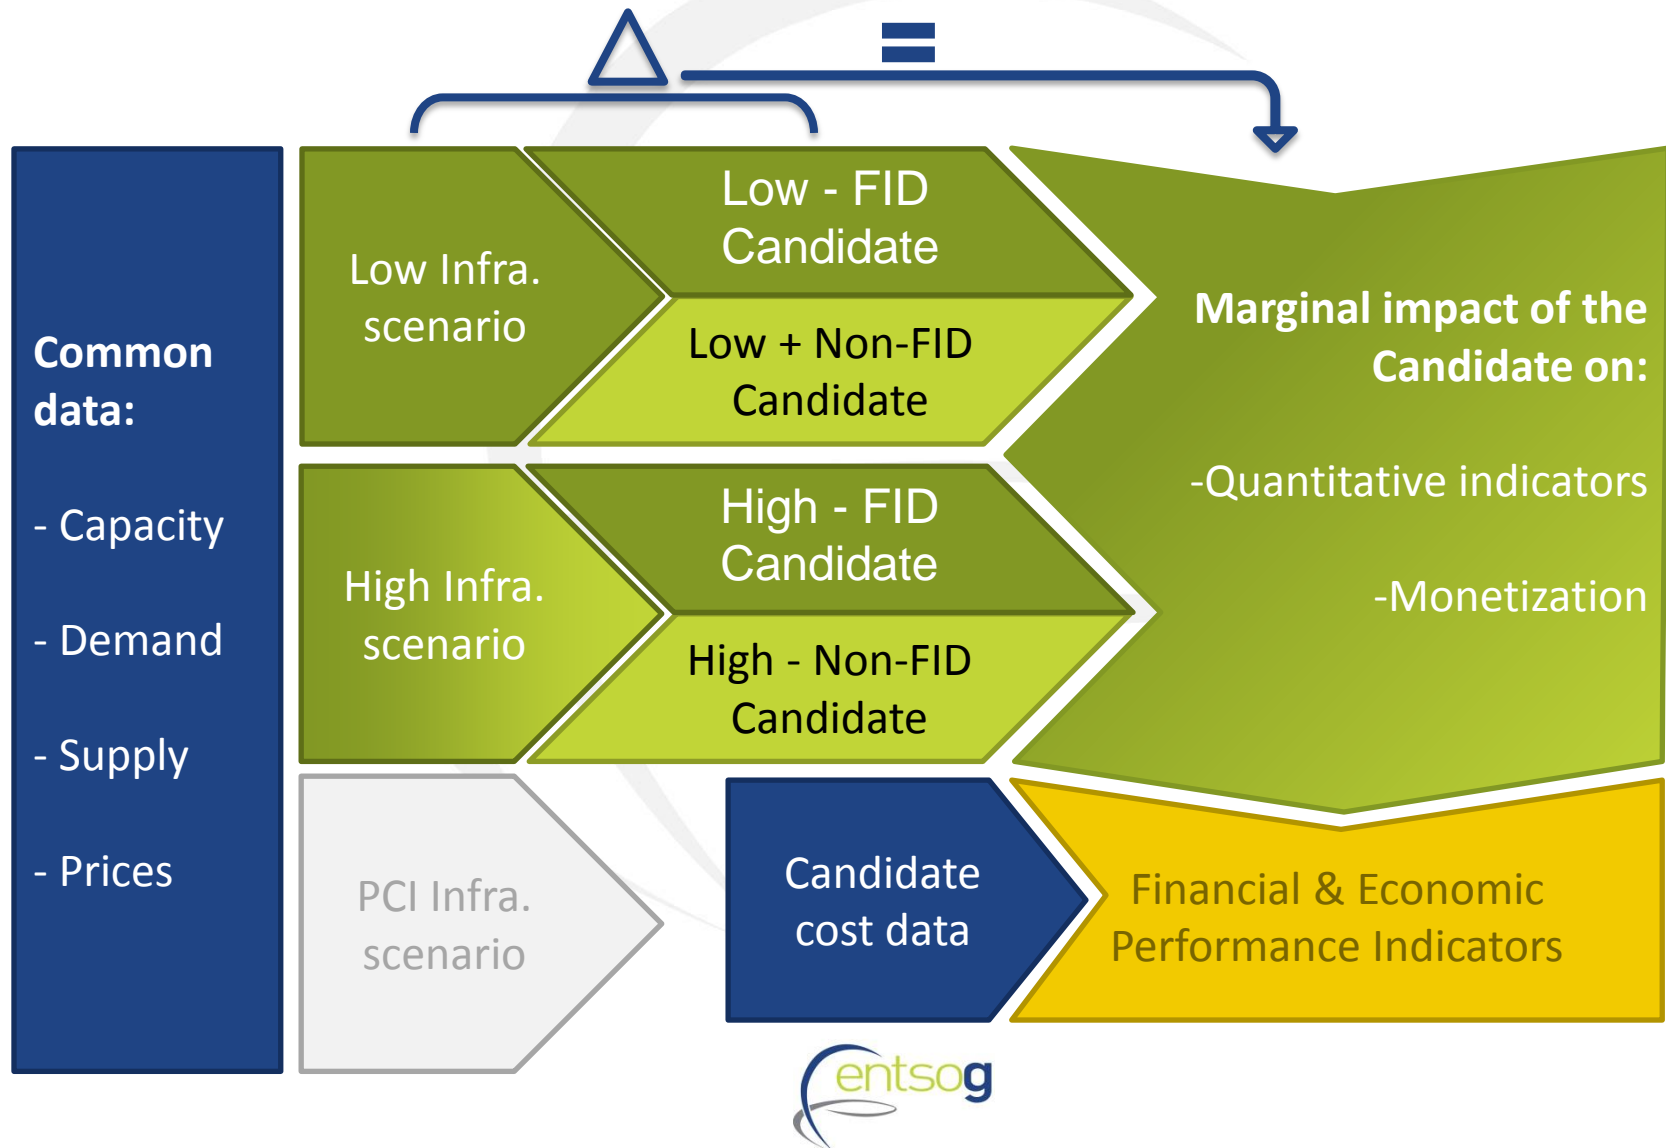 Common
data:
- Capacity
- Demand
- Supply
- Prices
Low Infra.
scenario
Low - FID
Candidate
Low + Non-FID
Candidate
High Infra.
scenario
High - FID
Candidate
High - Non-FID
Candidate
Marginal impact of the
Candidate on:
-Quantitative indicators
-Monetization
PCI Infra.
scenario
Candidate
cost data
Financial & Economic
Performance Indicators
entsog